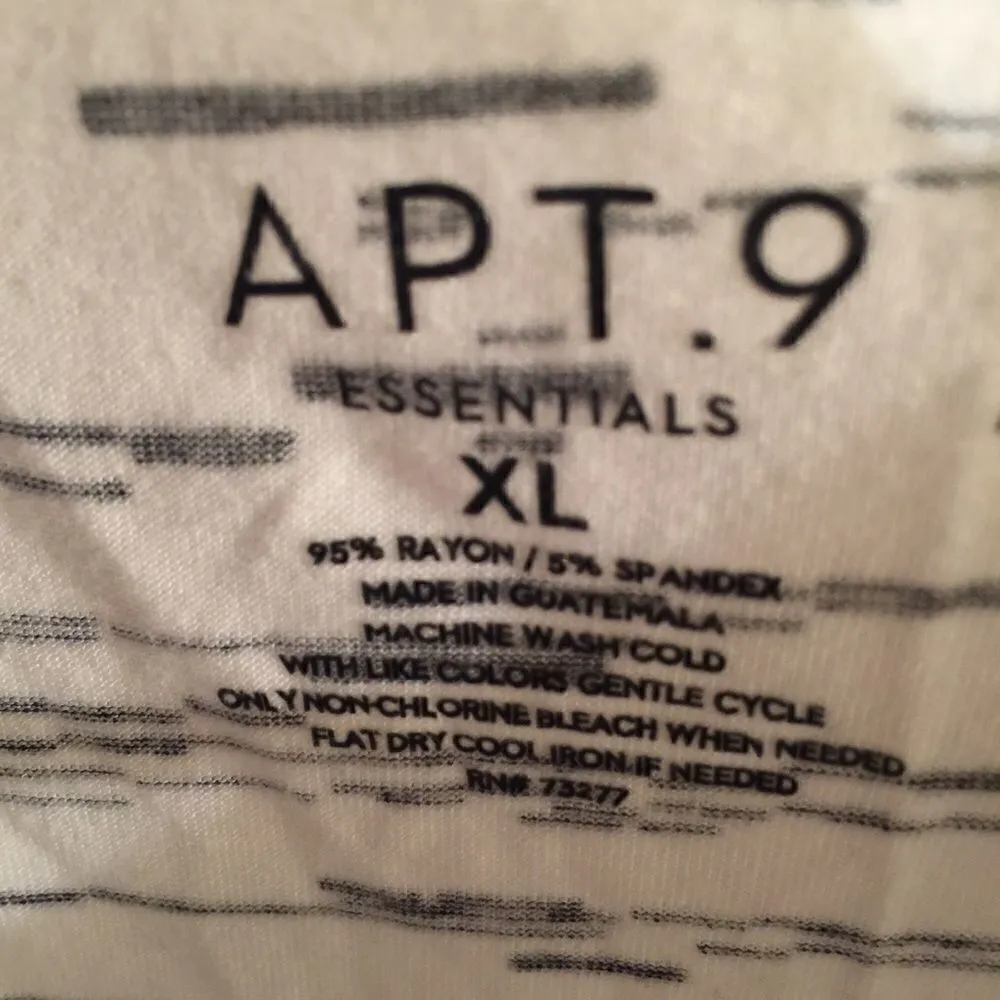 APT.9
ESSENTIALS
XL
95% RAYON / 5% SPANDEX
MADE IN GUATEMALA
MACHINE WASH COLD
WITH LIKE COLORS GENTLE CYCLE
ONLY NON-CHLORINE BLEACH WHEN NEEDED
FLAT DRY COOL IRON IF NEEDED
RN# 73277